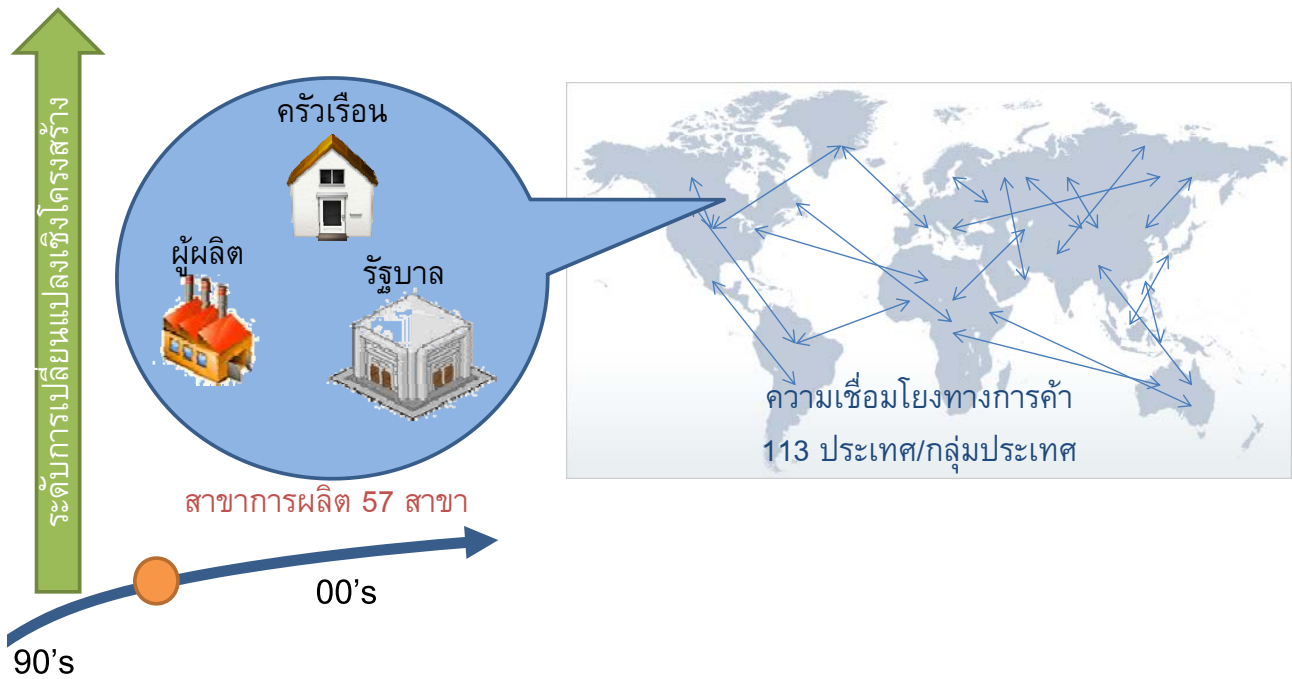 ระดับการเปลี่ยนแปลงเชิงโครงสร้าง
ครัวเรือน
ผู้ผลิต
รัฐบาล
ความเชื่อมโยงทางการค้า
113 ประเทศ/กลุ่มประเทศ
สาขาการผลิต 57 สาขา
00's
90's